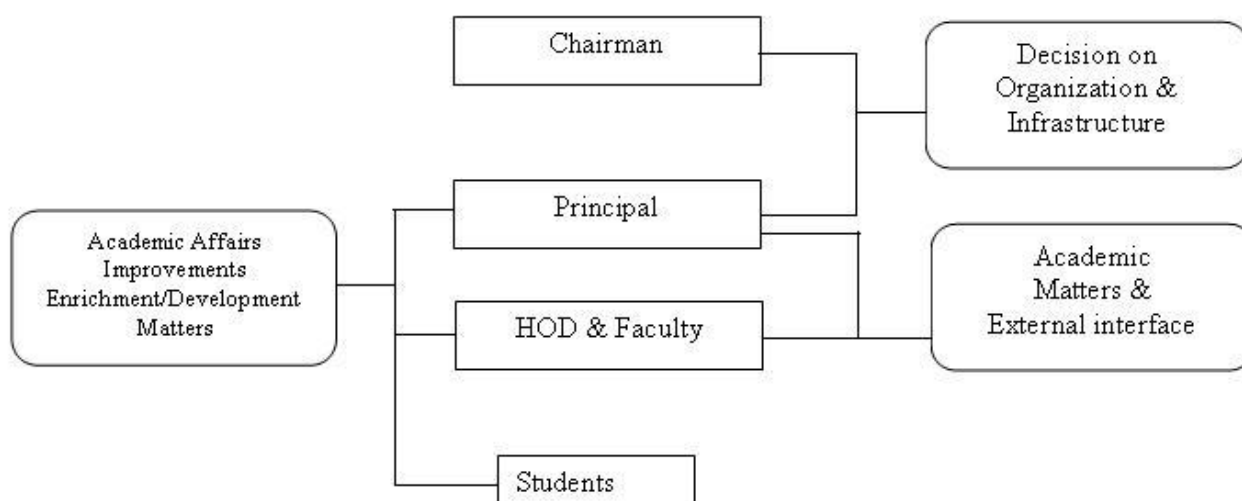 Chairman
Decision on
Organization &
Infrastructure
Principal
Academic Affairs
Improvements
Enrichment/Development
Matters
Academic
Matters &
External interface
HOD & Faculty
Students